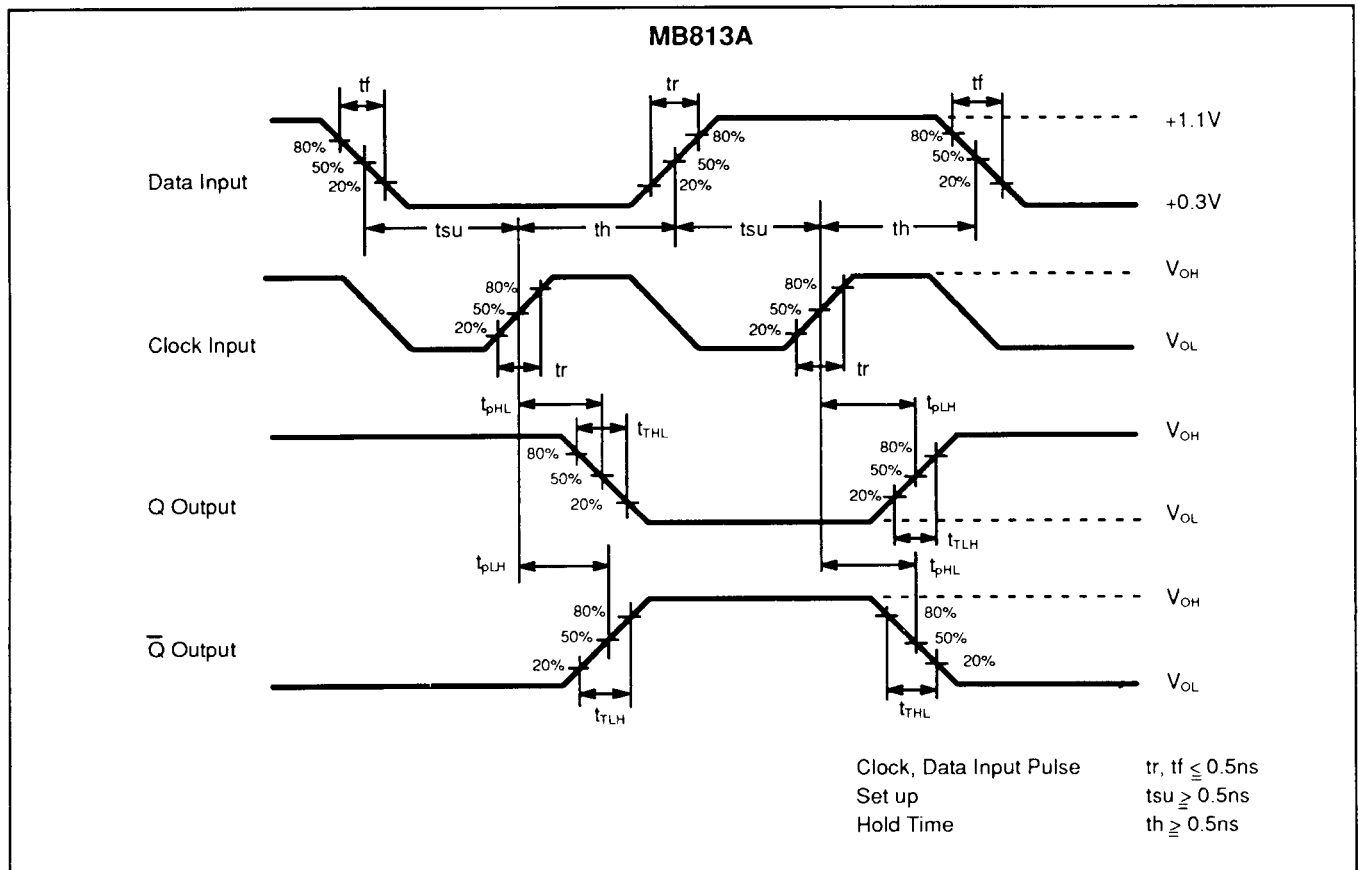 MB813A
tf
tr
tf
80%
50%
20%
80%
50%
20%
80%
50%
20%
+1.1V
+0.3V
Data Input
tsu
th
tsu
th
80%
50%
20%
tr
80%
50%
20%
tr
VOH
VOL
Clock Input
tpHL
tTHL
80%
50%
20%
tpLH
80%
50%
20%
tTLH
VOH
VOL
Q Output
tpLH
80%
50%
20%
tTLH
tpHL
80%
50%
20%
tTHL
VOH
VOL
Q̅ Output
Clock, Data Input Pulse tr, tf ≦ 0.5ns
Set up tsu ≧ 0.5ns
Hold Time th ≧ 0.5ns